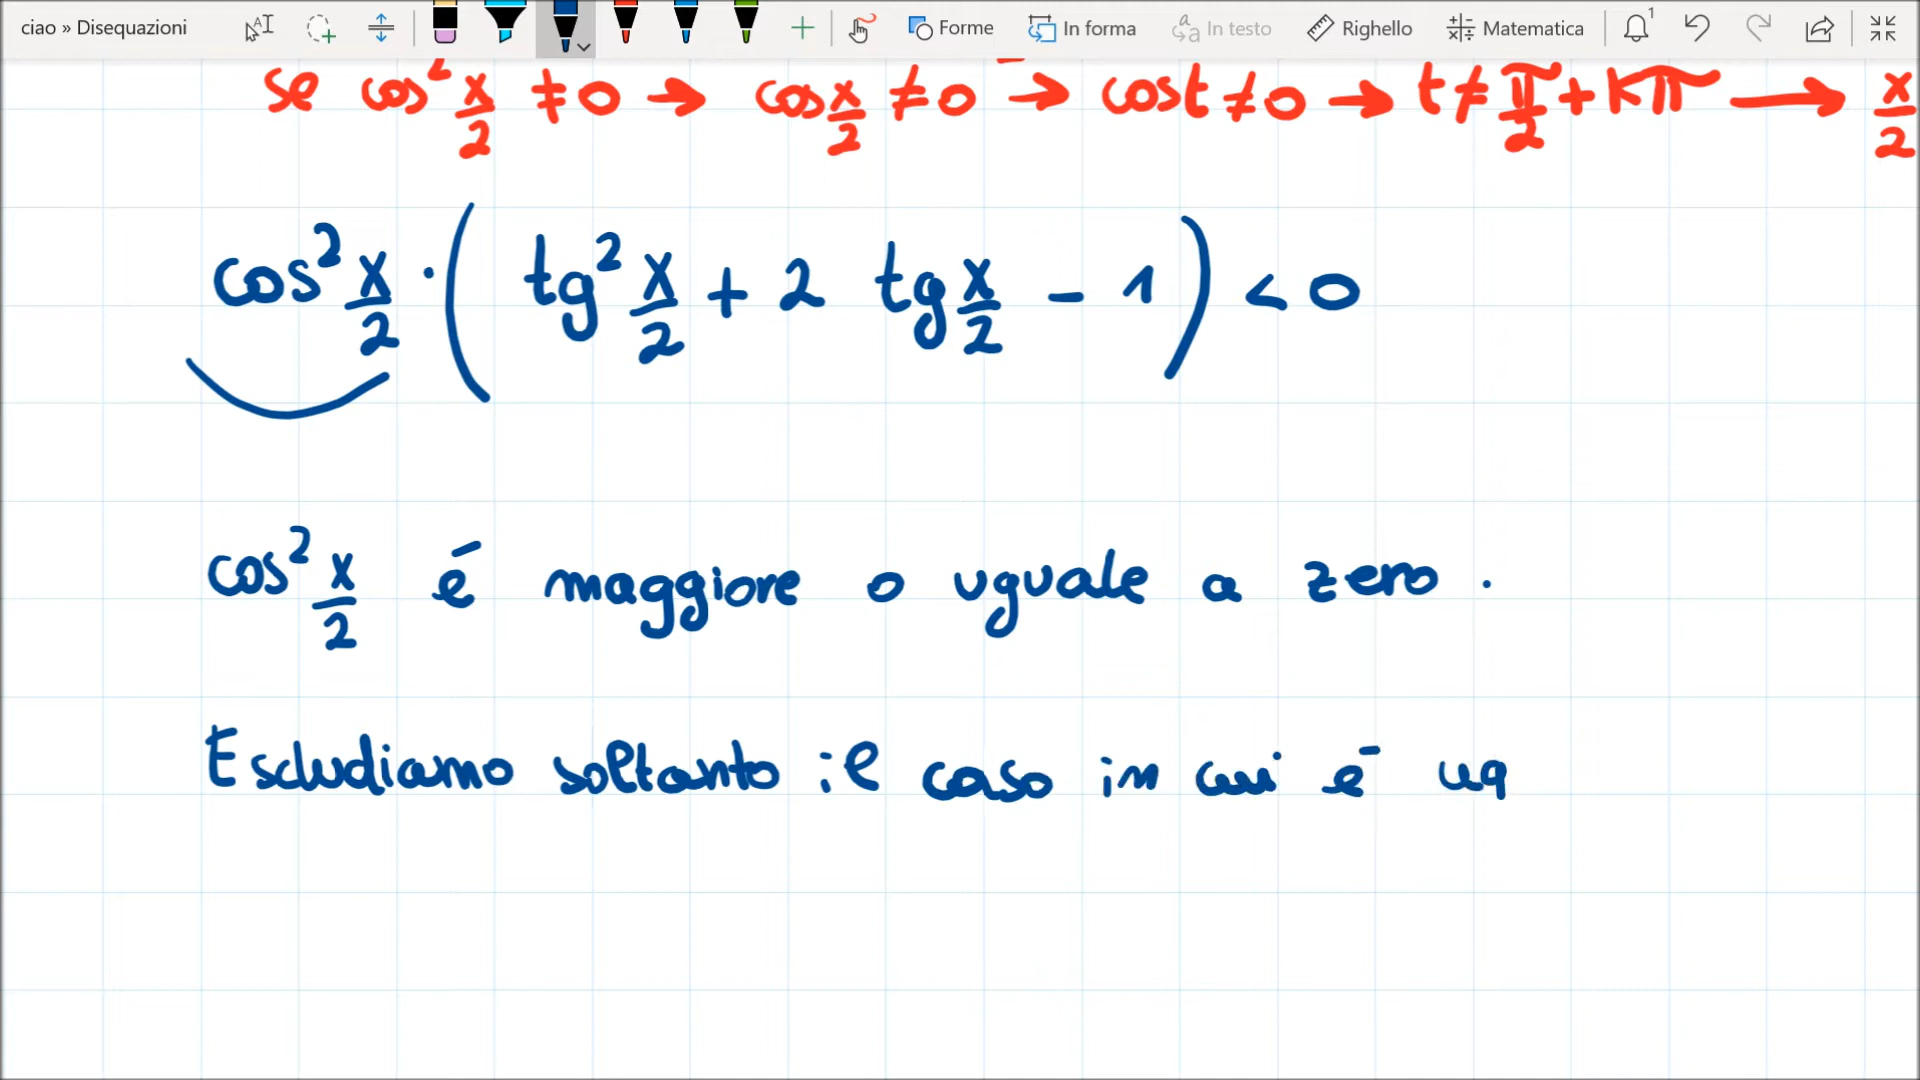 ciao » Disequazioni Forme In forma In testo Righello Matematica 1
se cos² x/2 ≠ 0 → cos x/2 ≠ 0 → cos t ≠ 0 → t ≠ π/2 + kπ → x/2
cos² x/2 · ( tg² x/2 + 2 tg x/2 - 1 ) < 0
cos² x/2 é maggiore o uguale a zero .
Escludiamo soltanto il caso in cui é ug